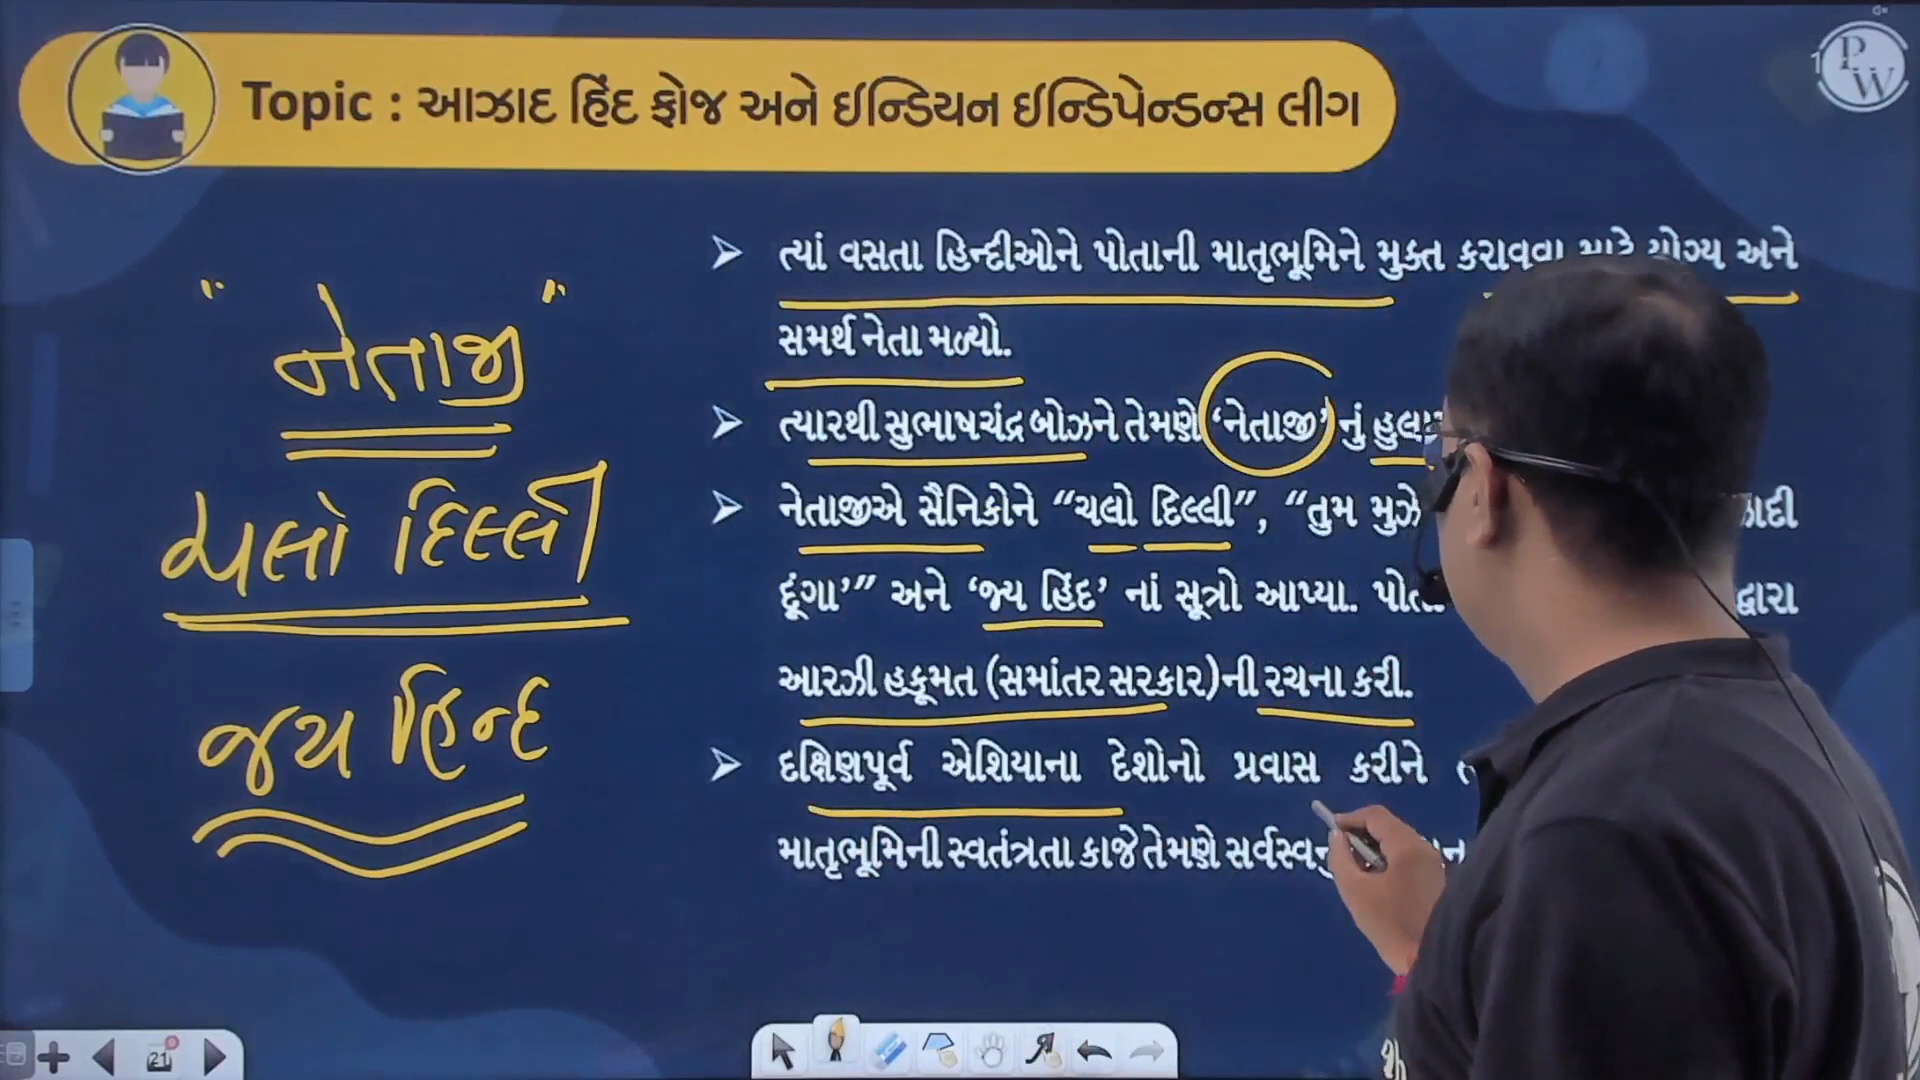 Topic : આઝાદ હિંદ ફોજ અને ઈન્ડિયન ઈન્ડિપેન્ડન્સ લીગ
PW
ત્યાં વસતા હિન્દીઓને પોતાની માતૃભૂમિને મુક્ત કરાવવા માટે યોગ્ય અને
સમર્થ નેતા મળ્યો.
ત્યારથી સુભાષચંદ્ર બોઝને તેમણે ‘નેતાજી’ નું
નેતાજીએ સૈનિકોને “ચલો દિલ્લી”, “તુમ મુઝે
દૂંગા’” અને ‘જય હિંદ’ નાં સૂત્રો આપ્યા. દ્વારા
આરઝી હકૂમત (સમાંતર સરકાર)ની રચના કરી.
દક્ષિણપૂર્વ એશિયાના દેશોનો પ્રવાસ કરીને
માતૃભૂમિની સ્વતંત્રતા કાજે તેમણે
"નેતાજી"
ચલો દિલ્લી
જય હિન્દ
21